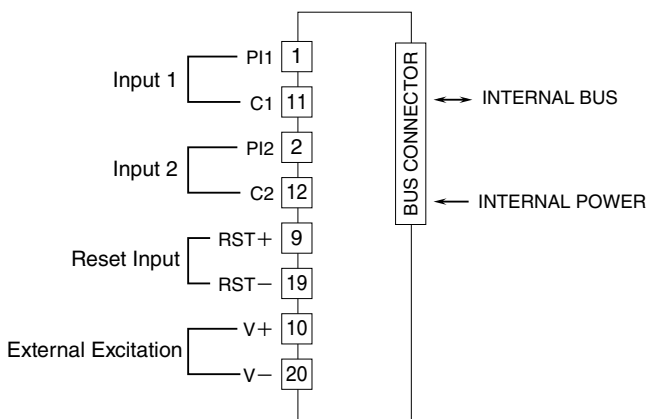 Input 1
PI1 1
C1 11
Input 2
PI2 2
C2 12
Reset Input
RST+ 9
RST− 19
External Excitation
V+ 10
V− 20
BUS CONNECTOR
INTERNAL BUS
INTERNAL POWER